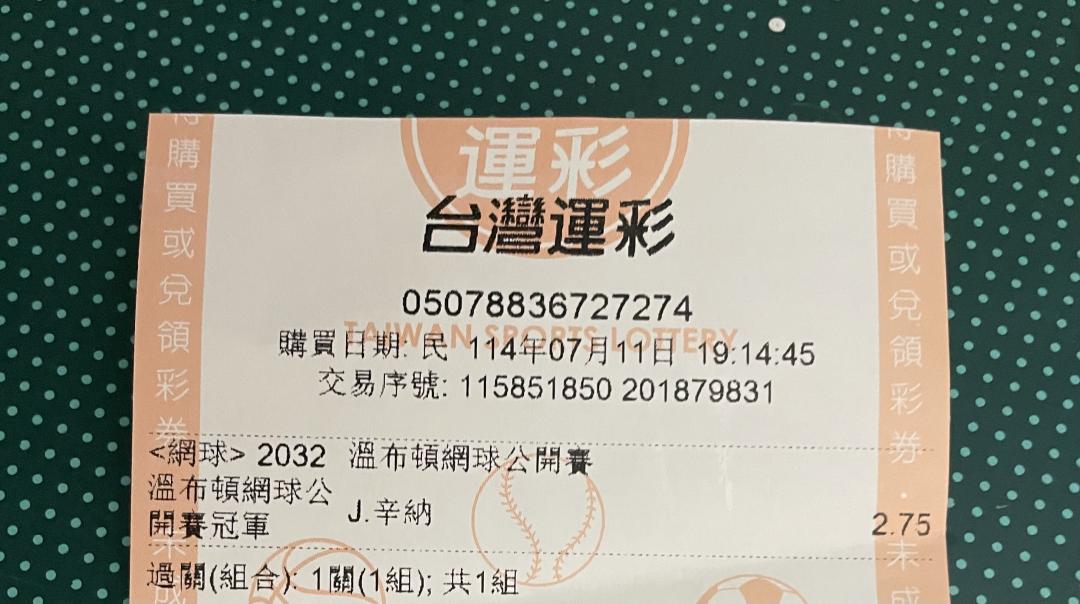 運彩
台灣運彩
05078836727274
TAIWAN SPORTS LOTTERY
購買日期: 民 114年07月11日 19:14:45
交易序號: 115851850 201879831
<網球> 2032 溫布頓網球公開賽
溫布頓網球公
開賽冠軍
J.辛納
2.75
過關(組合): 1關(1組); 共1組
得購買或兌領彩券
得購買或兌領彩券．未成